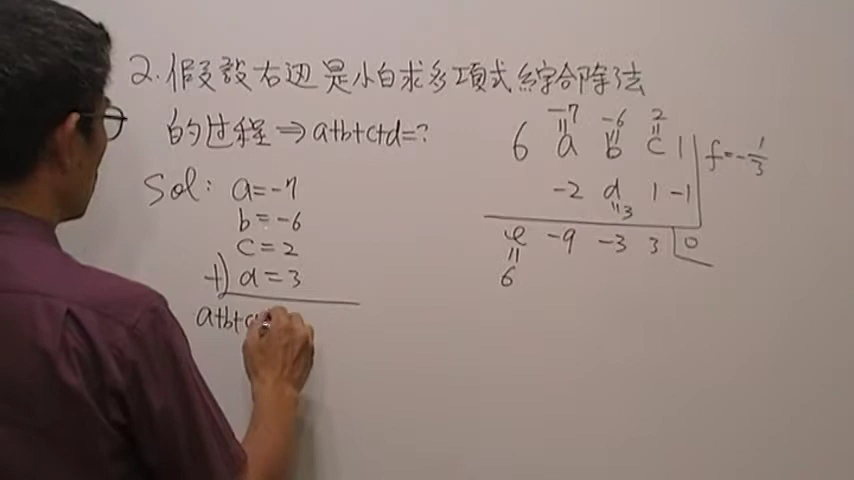 2. 假設右边是小白求多項式綜合除法
的过程⇒a+b+c+d=?
Sol: a=-7
b=-6
c=2
+) d=3
a+b+c
-7 -6 2
|| || ||
6 a b c 1 f=-1/3
-2 d 1 -1
|| 3
e -9 -3 3 0
||
6